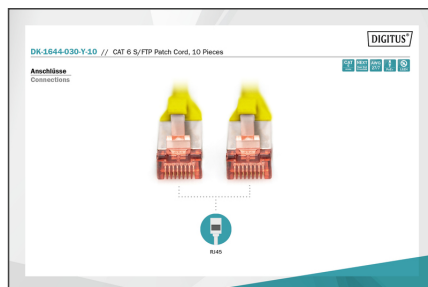 DIGITUS®
DK-1644-030-Y-10 // CAT 6 S/FTP Patch Cord, 10 Pieces
Anschlüsse
Connections
RJ45